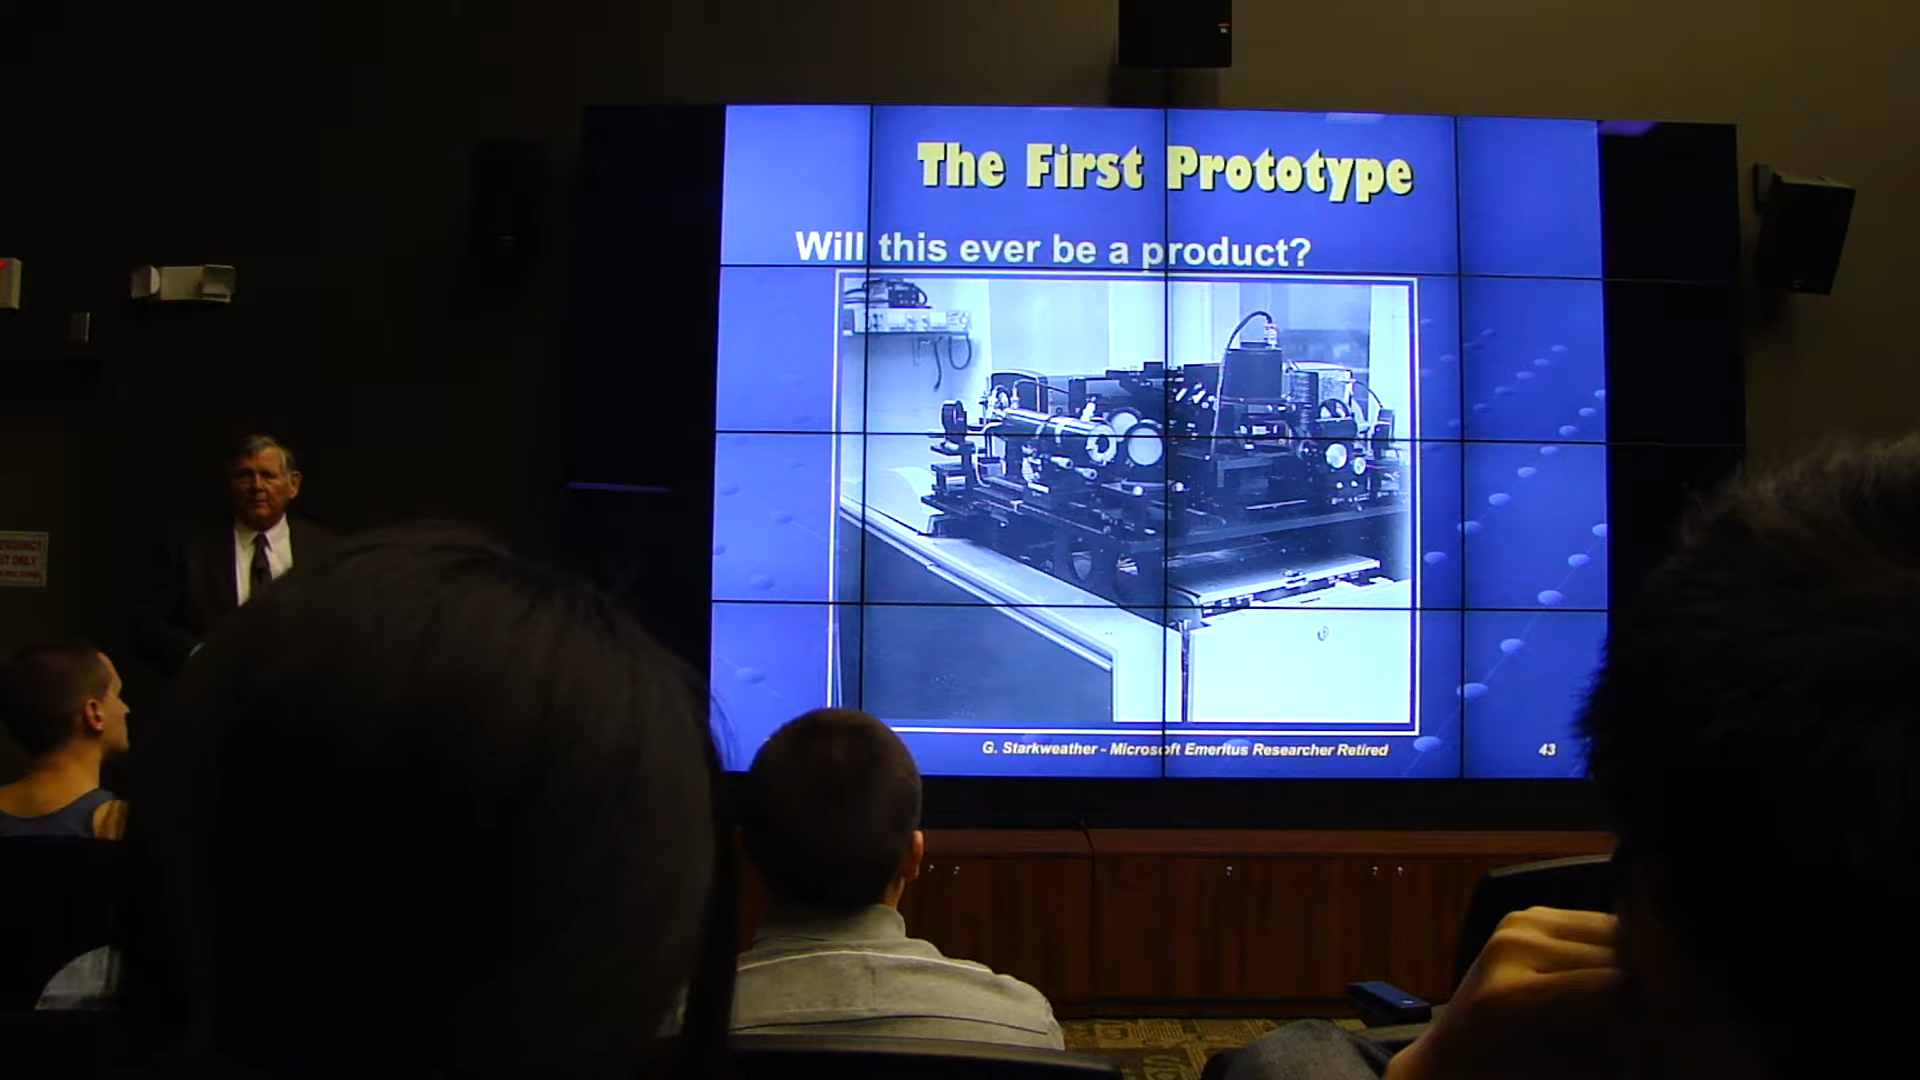 The First Prototype
Will this ever be a product?
G. Starkweather - Microsoft Emeritus Researcher Retired
43